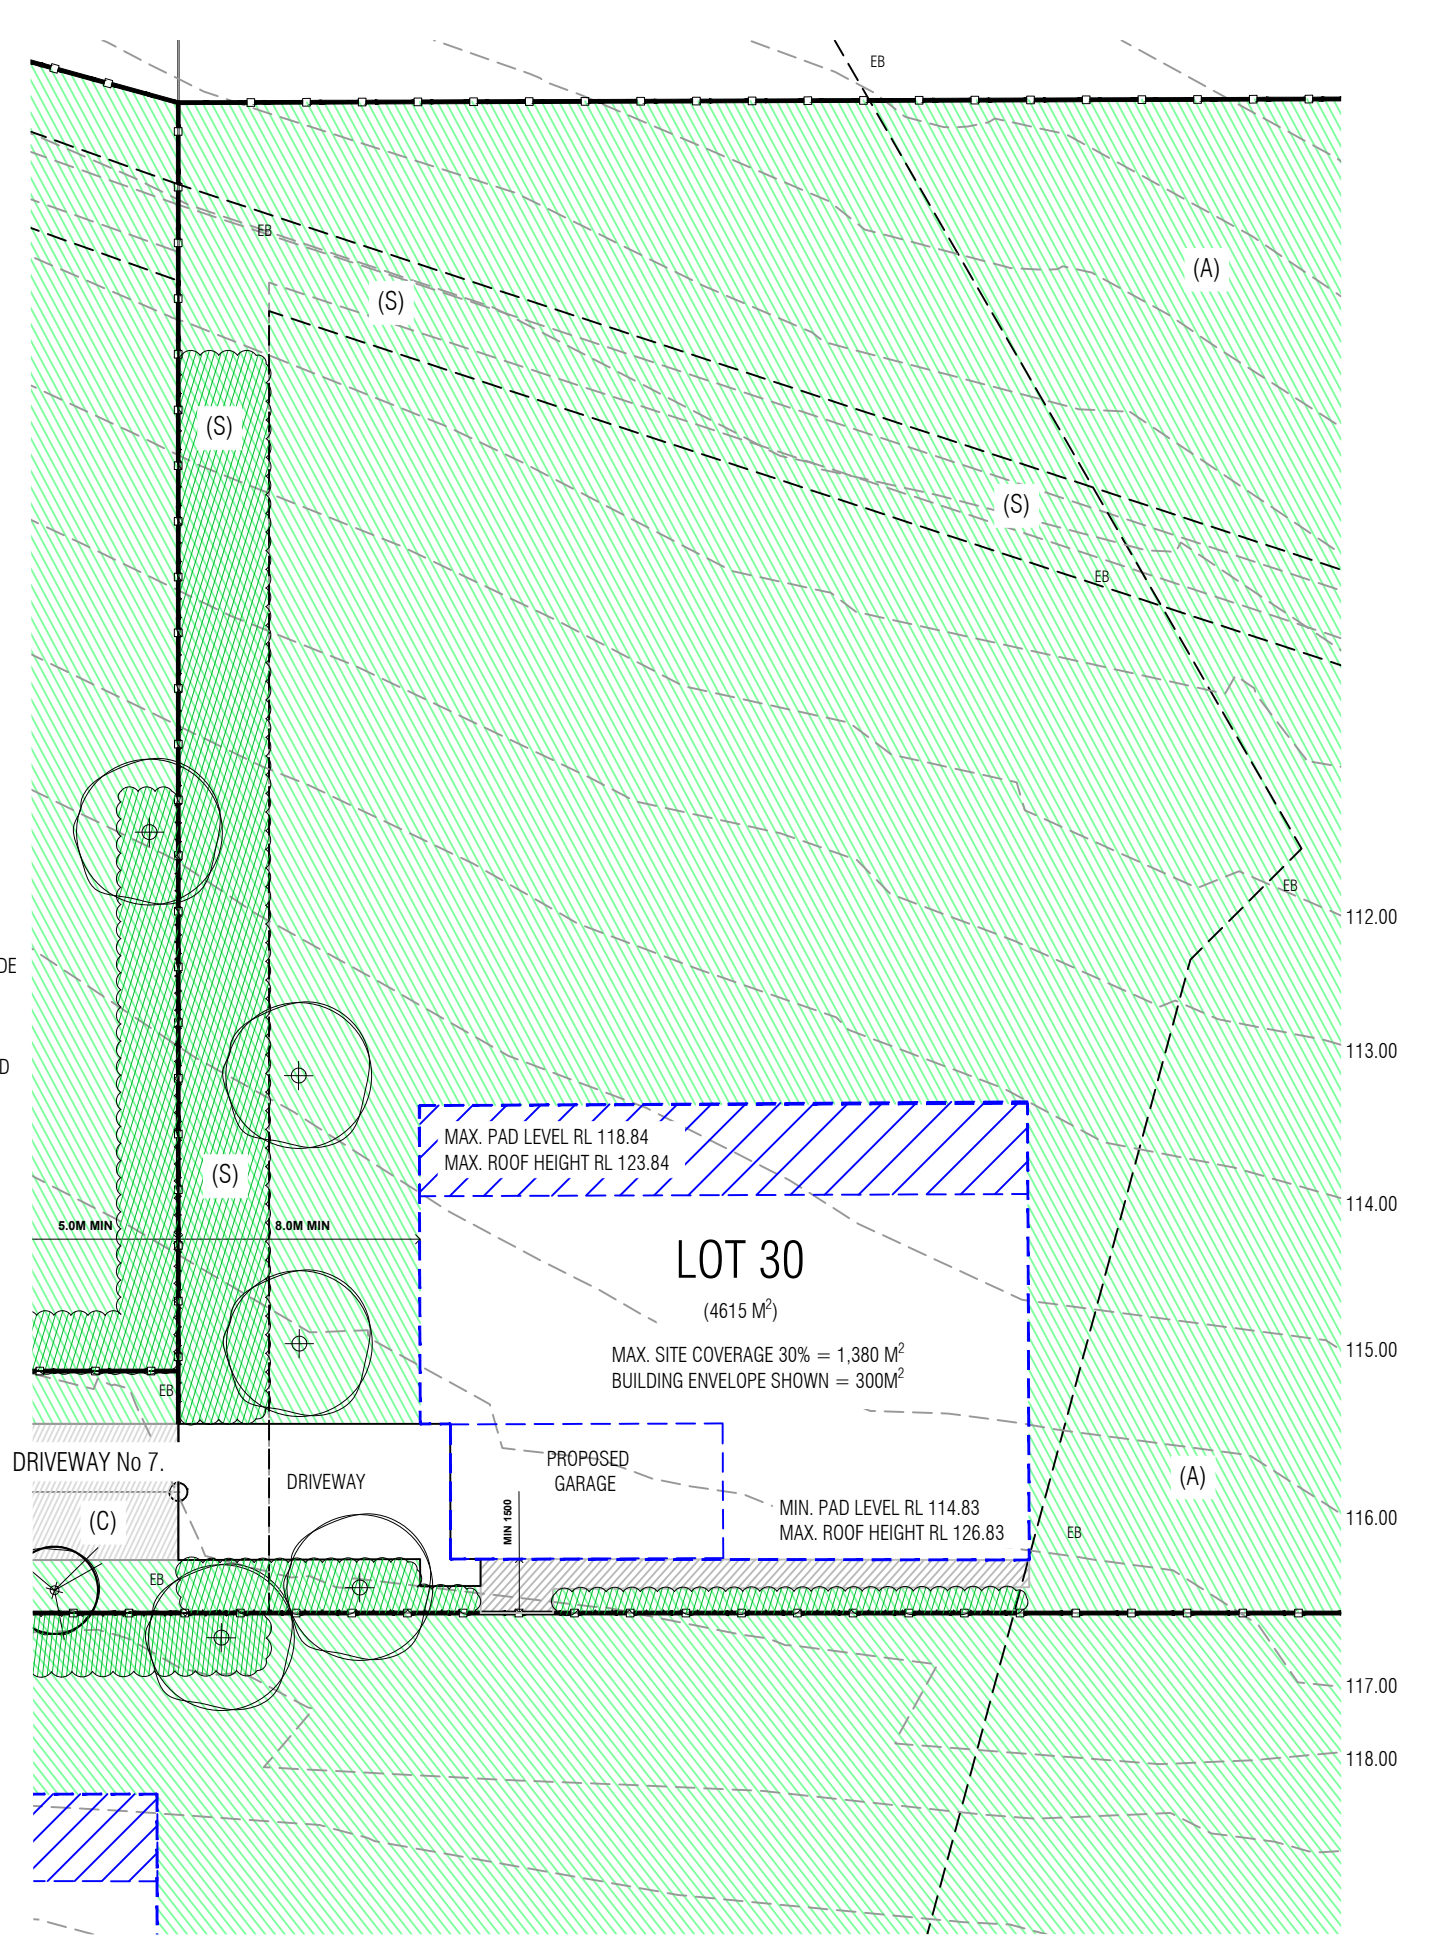 EB
(A)
EB
(S)
(S)
(S)
EB
EB
112.00
DE
113.00
D
MAX. PAD LEVEL RL 118.84
MAX. ROOF HEIGHT RL 123.84
(S)
114.00
5.0M MIN
8.0M MIN
LOT 30
(4615 M²)
MAX. SITE COVERAGE 30% = 1,380 M²
BUILDING ENVELOPE SHOWN = 300M²
115.00
EB
DRIVEWAY No 7.
DRIVEWAY
PROPOSED
GARAGE
(A)
MIN 1500
MIN. PAD LEVEL RL 114.83
MAX. ROOF HEIGHT RL 126.83
116.00
(C)
EB
EB
117.00
118.00